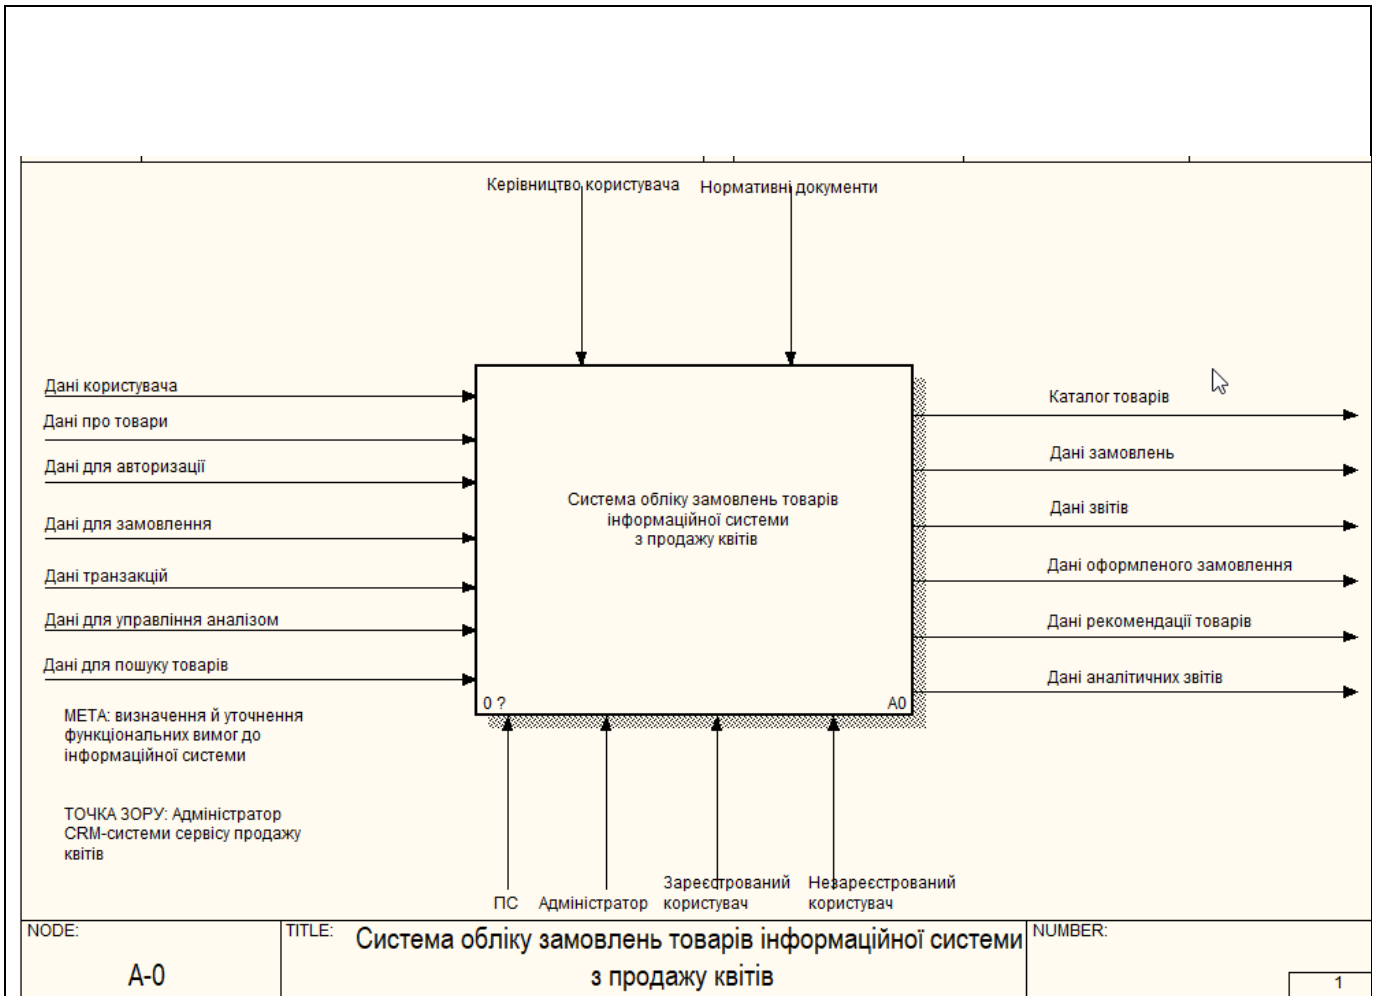 Керівництво користувача
Нормативні документи
Дані користувача
Дані про товари
Дані для авторизації
Дані для замовлення
Дані транзакцій
Дані для управління аналізом
Дані для пошуку товарів
Система обліку замовлень товарів
інформаційної системи
з продажу квітів
0 ?
A0
Каталог товарів
Дані замовлень
Дані звітів
Дані оформленого замовлення
Дані рекомендації товарів
Дані аналітичних звітів
МЕТА: визначення й уточнення
функціональних вимог до
інформаційної системи
ТОЧКА ЗОРУ: Адміністратор
CRM-системи сервісу продажу
квітів
ПС
Адміністратор
Зареєстрований
користувач
Незареєстрований
користувач
NODE:
A-0
TITLE:
Система обліку замовлень товарів інформаційної системи
з продажу квітів
NUMBER:
1